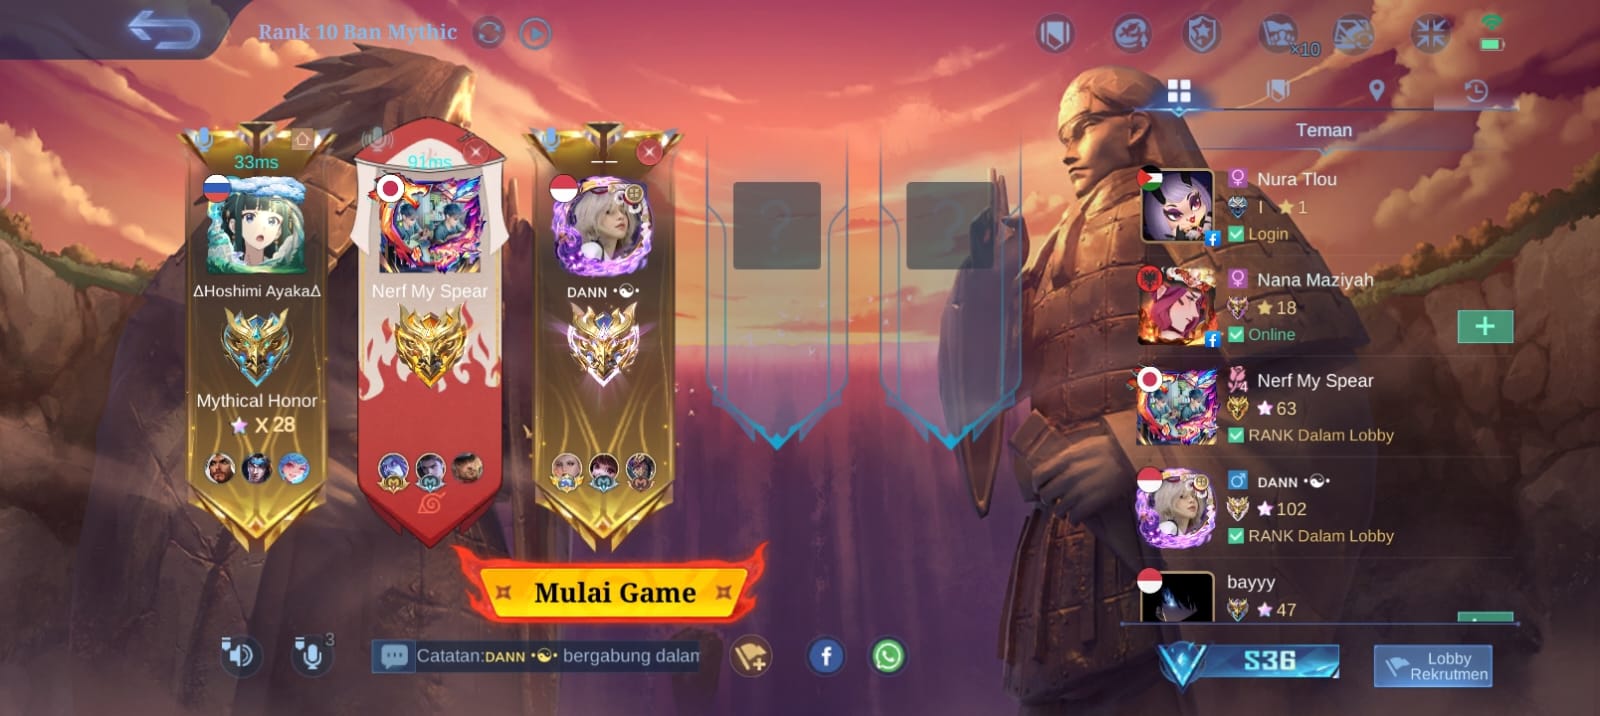 Rank 10 Ban Mythic
×10
33ms
ΔHoshimi AyakaΔ
Mythical Honor
X 28
91ms
Nerf My Spear
DANN •☯•
Mulai Game
3
Catatan:DANN •☯• bergabung dalam
Teman
Nura Tlou
I ★1
Login
Nana Maziyah
★18
Online
Nerf My Spear
★63
RANK Dalam Lobby
DANN •☯•
★102
RANK Dalam Lobby
bayyy
★47
S36
Lobby
Rekrutmen